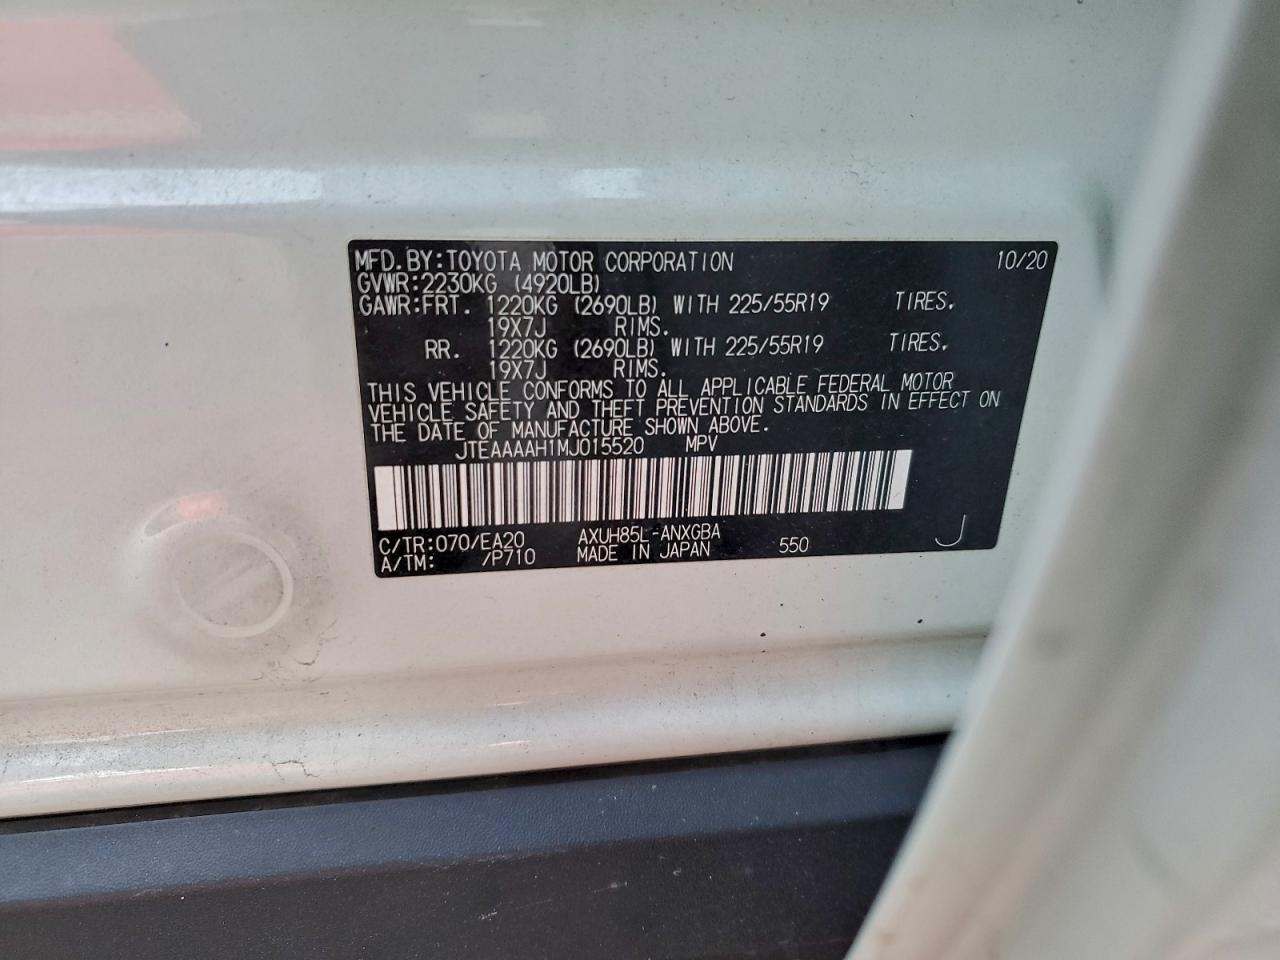 MFD.BY:TOYOTA MOTOR CORPORATION 10/20
GVWR:2230KG (4920LB)
GAWR:FRT. 1220KG (2690LB) WITH 225/55R19 TIRES.
19X7J RIMS.
RR. 1220KG (2690LB) WITH 225/55R19 TIRES.
19X7J RIMS.
THIS VEHICLE CONFORMS TO ALL APPLICABLE FEDERAL MOTOR
VEHICLE SAFETY AND THEFT PREVENTION STANDARDS IN EFFECT ON
THE DATE OF MANUFACTURE SHOWN ABOVE.
JTEAAAAH1MJ015520 MPV
C/TR:070/EA20 AXUH85L-ANXGBA
A/TM: /P710 MADE IN JAPAN 550 J